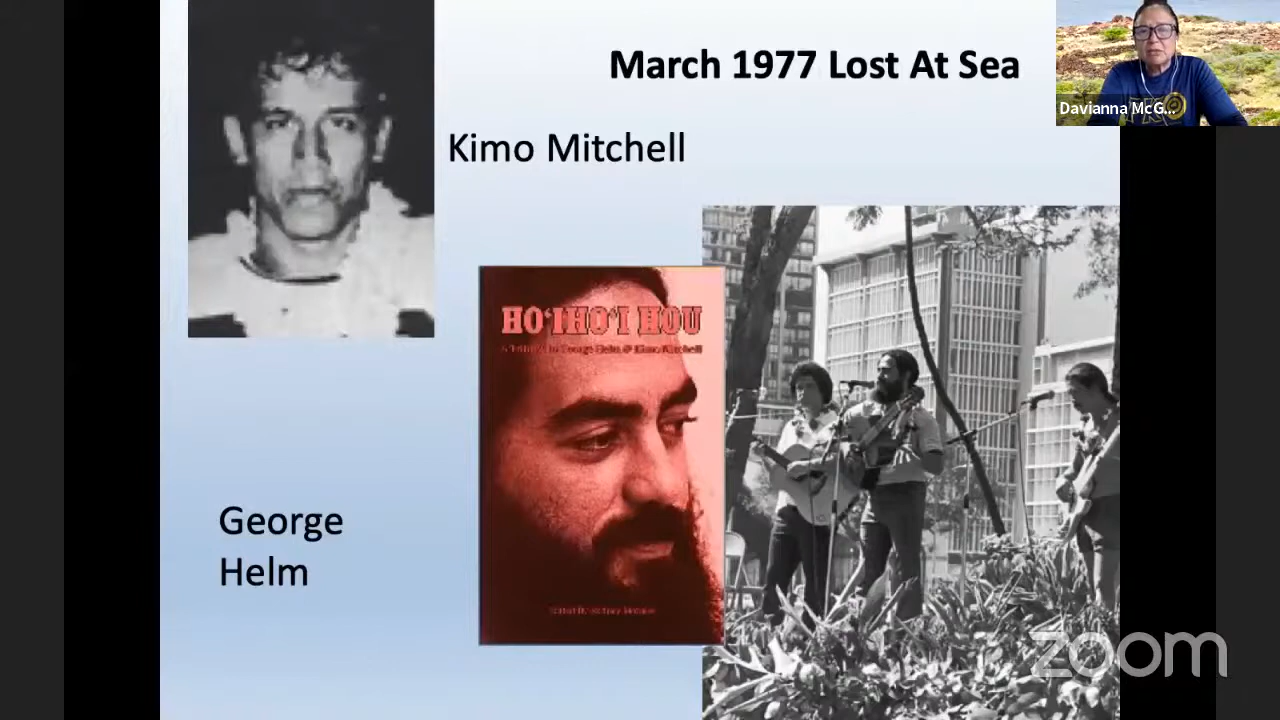 March 1977 Lost At Sea
Davianna McG...
Kimo Mitchell
HO'IHO'I HOU
A Tribute to George Helm & Kimo Mitchell
George
Helm
zoom